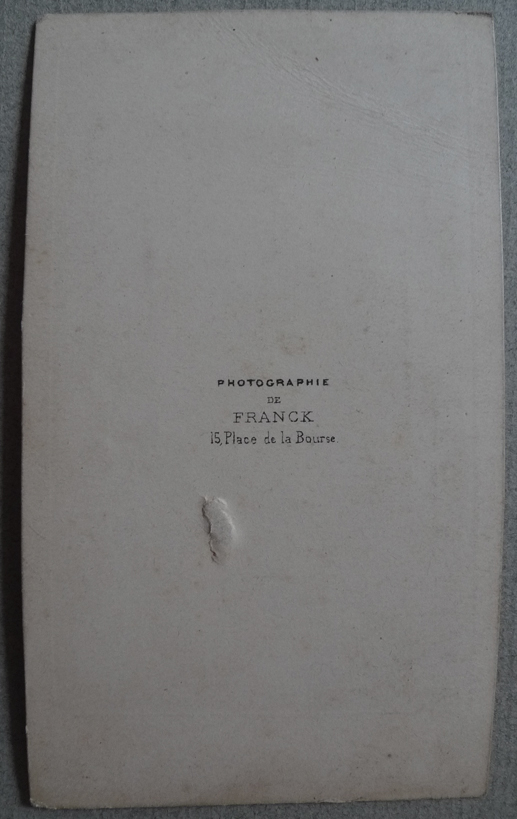 PHOTOGRAPHIE
DE
FRANCK
15, Place de la Bourse.